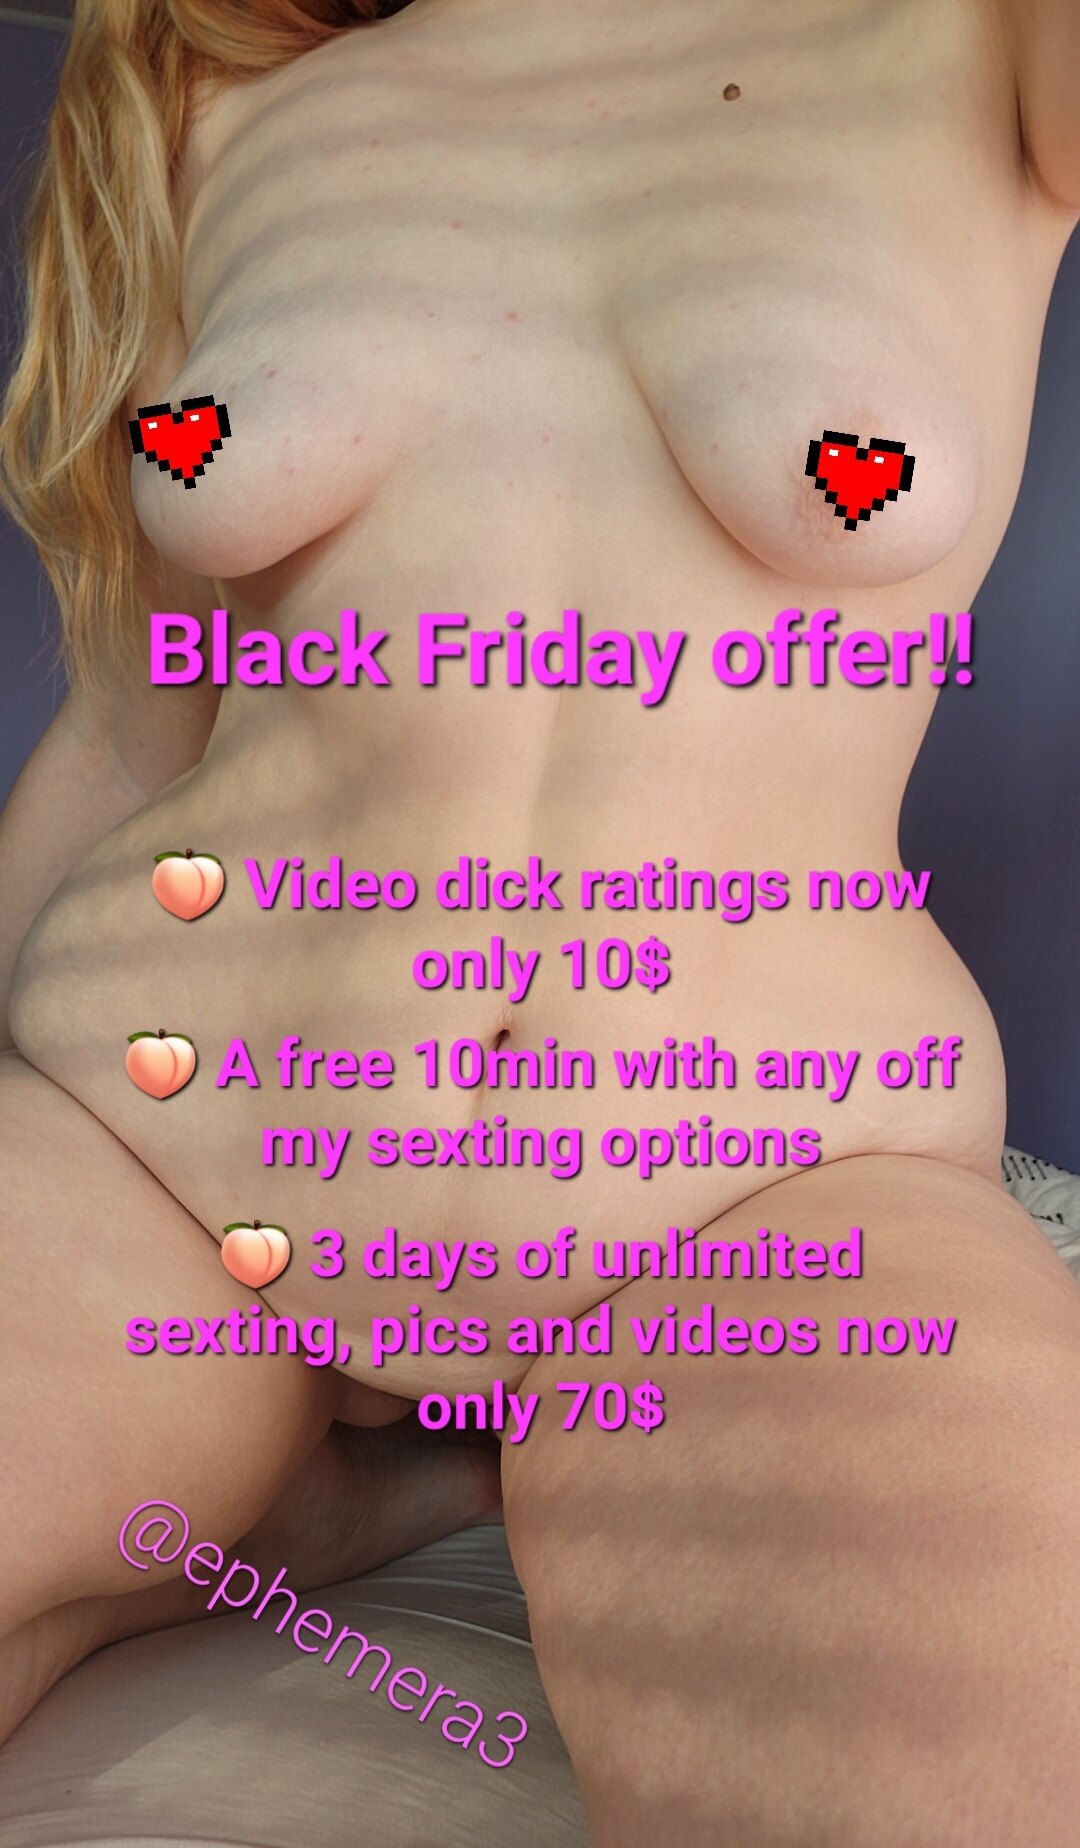 Black Friday offer!!
🍑 Video dick ratings now
only 10$
🍑 A free 10min with any off
my sexting options
🍑 3 days of unlimited
sexting, pics and videos now
only 70$
@ephemera3